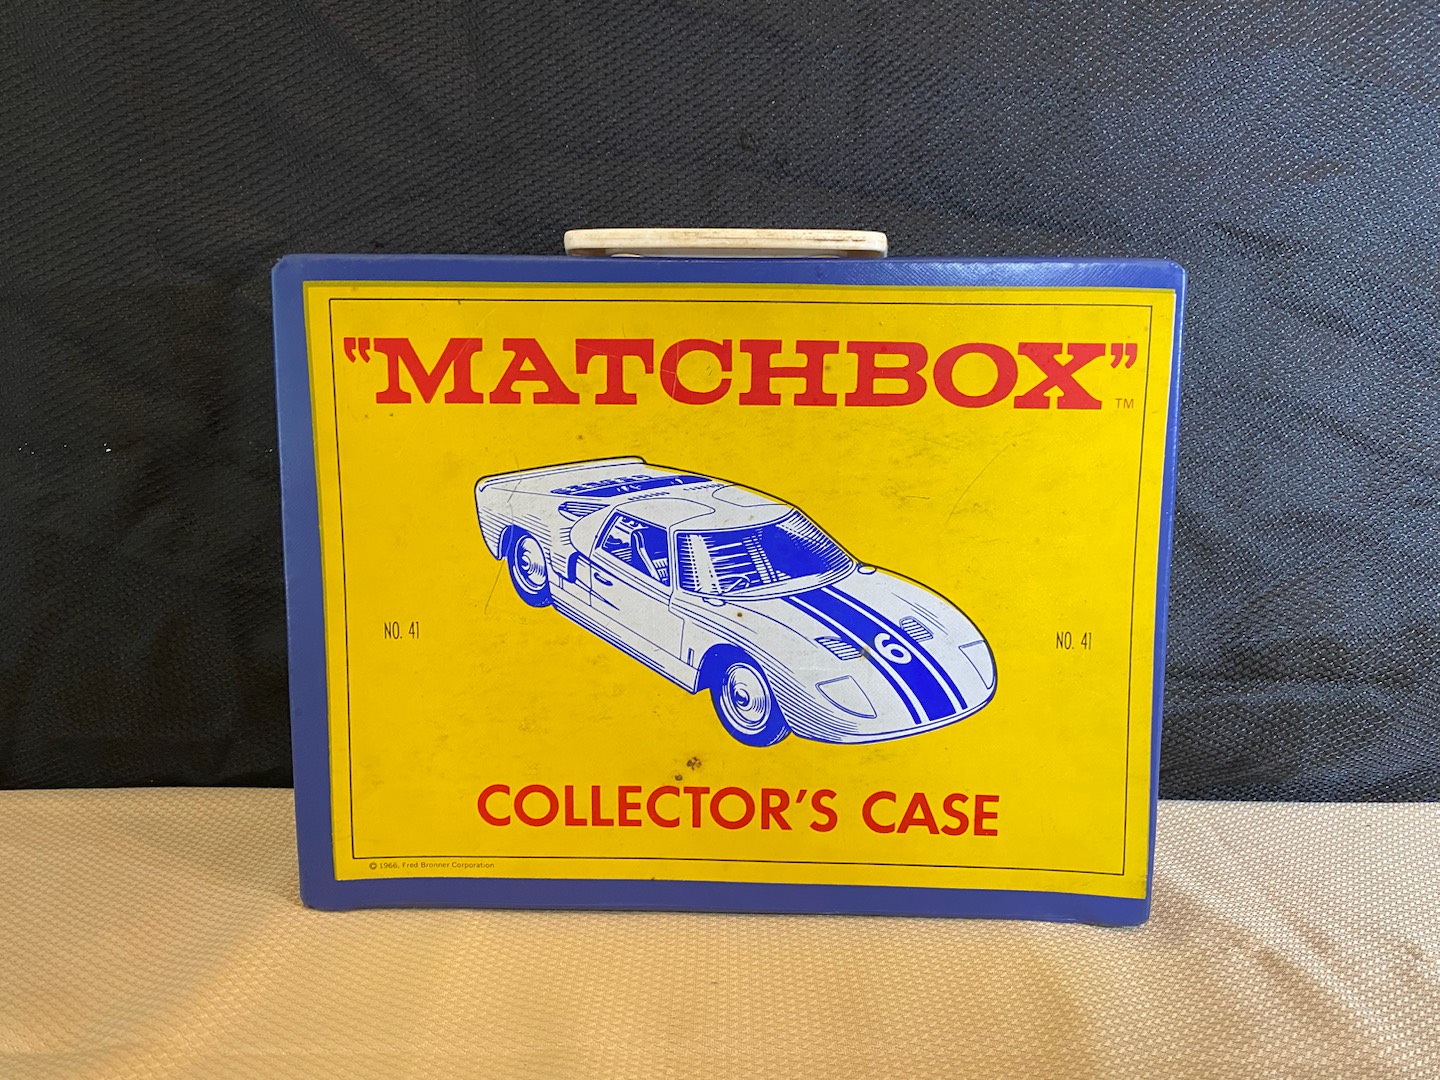 "MATCHBOX"
TM
6
NO. 41
NO. 41
COLLECTOR'S CASE
© 1966, Fred Bronner Corporation